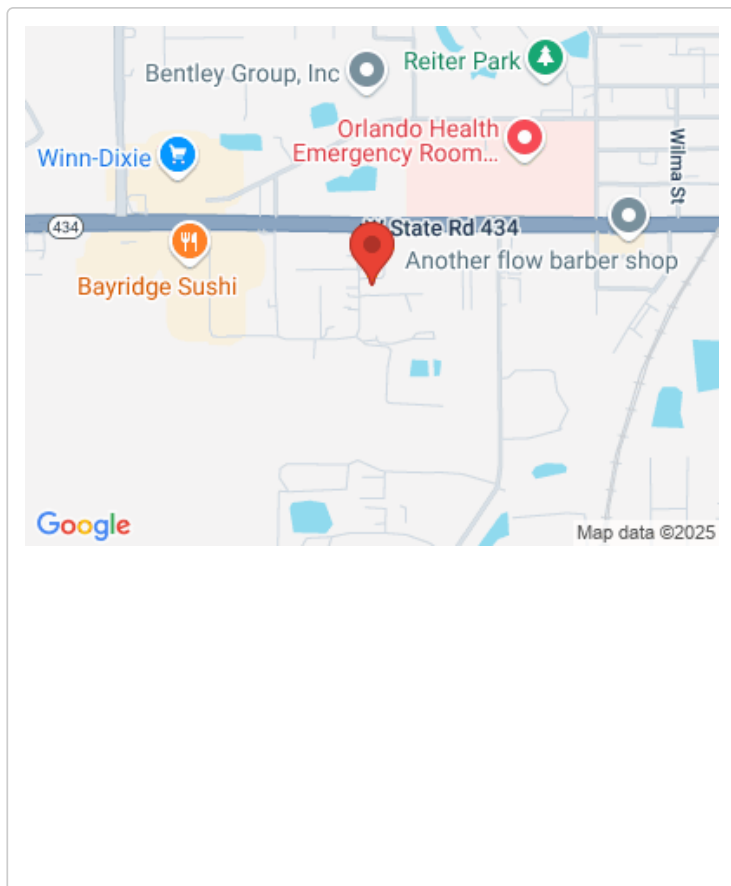 Reiter Park
Bentley Group, Inc
Orlando Health
Emergency Room...
Winn-Dixie
Wilma St
434
State Rd 434
Another flow barber shop
Bayridge Sushi
Google
Map data ©2025